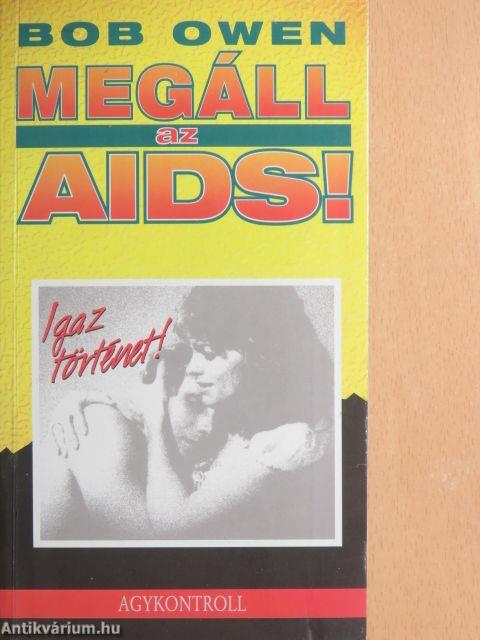 BOB OWEN
MEGÁLL
az
AIDS!
Igaz
történet!
AGYKONTROLL
Antikvárium.hu